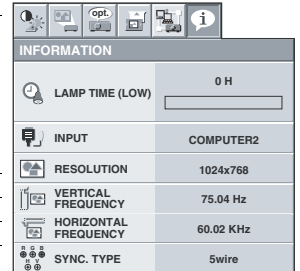 opt.
i
INFORMATION
LAMP TIME (LOW)
0 H
INPUT
COMPUTER2
RESOLUTION
1024x768
VERTICAL
FREQUENCY
75.04 Hz
HORIZONTAL
FREQUENCY
60.02 KHz
R G B
H V
SYNC. TYPE
5wire